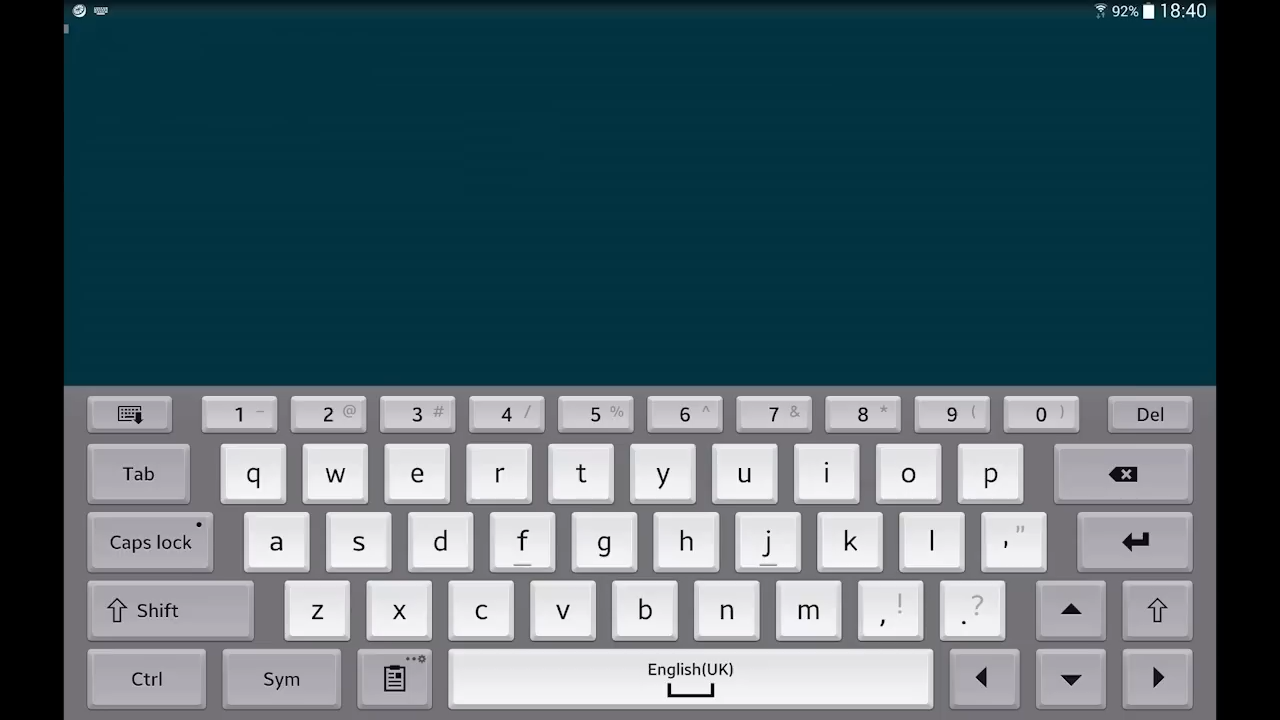 92% 18:40
1 - 2 @ 3 # 4 / 5 % 6 ^ 7 & 8 * 9 ( 0 ) Del
Tab q w e r t y u i o p
Caps lock a s d f g h j k l ' "
Shift z x c v b n m , ! . ?
Ctrl Sym English(UK)